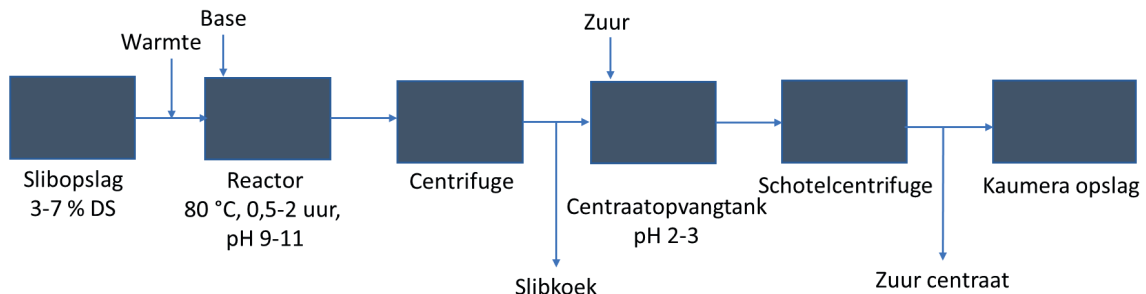 Base
Warmte
Zuur
Slibopslag
3-7 % DS
Reactor
80 °C, 0,5-2 uur,
pH 9-11
Centrifuge
Centraatopvangtank
pH 2-3
Schotelcentrifuge
Kaumera opslag
Slibkoek
Zuur centraat